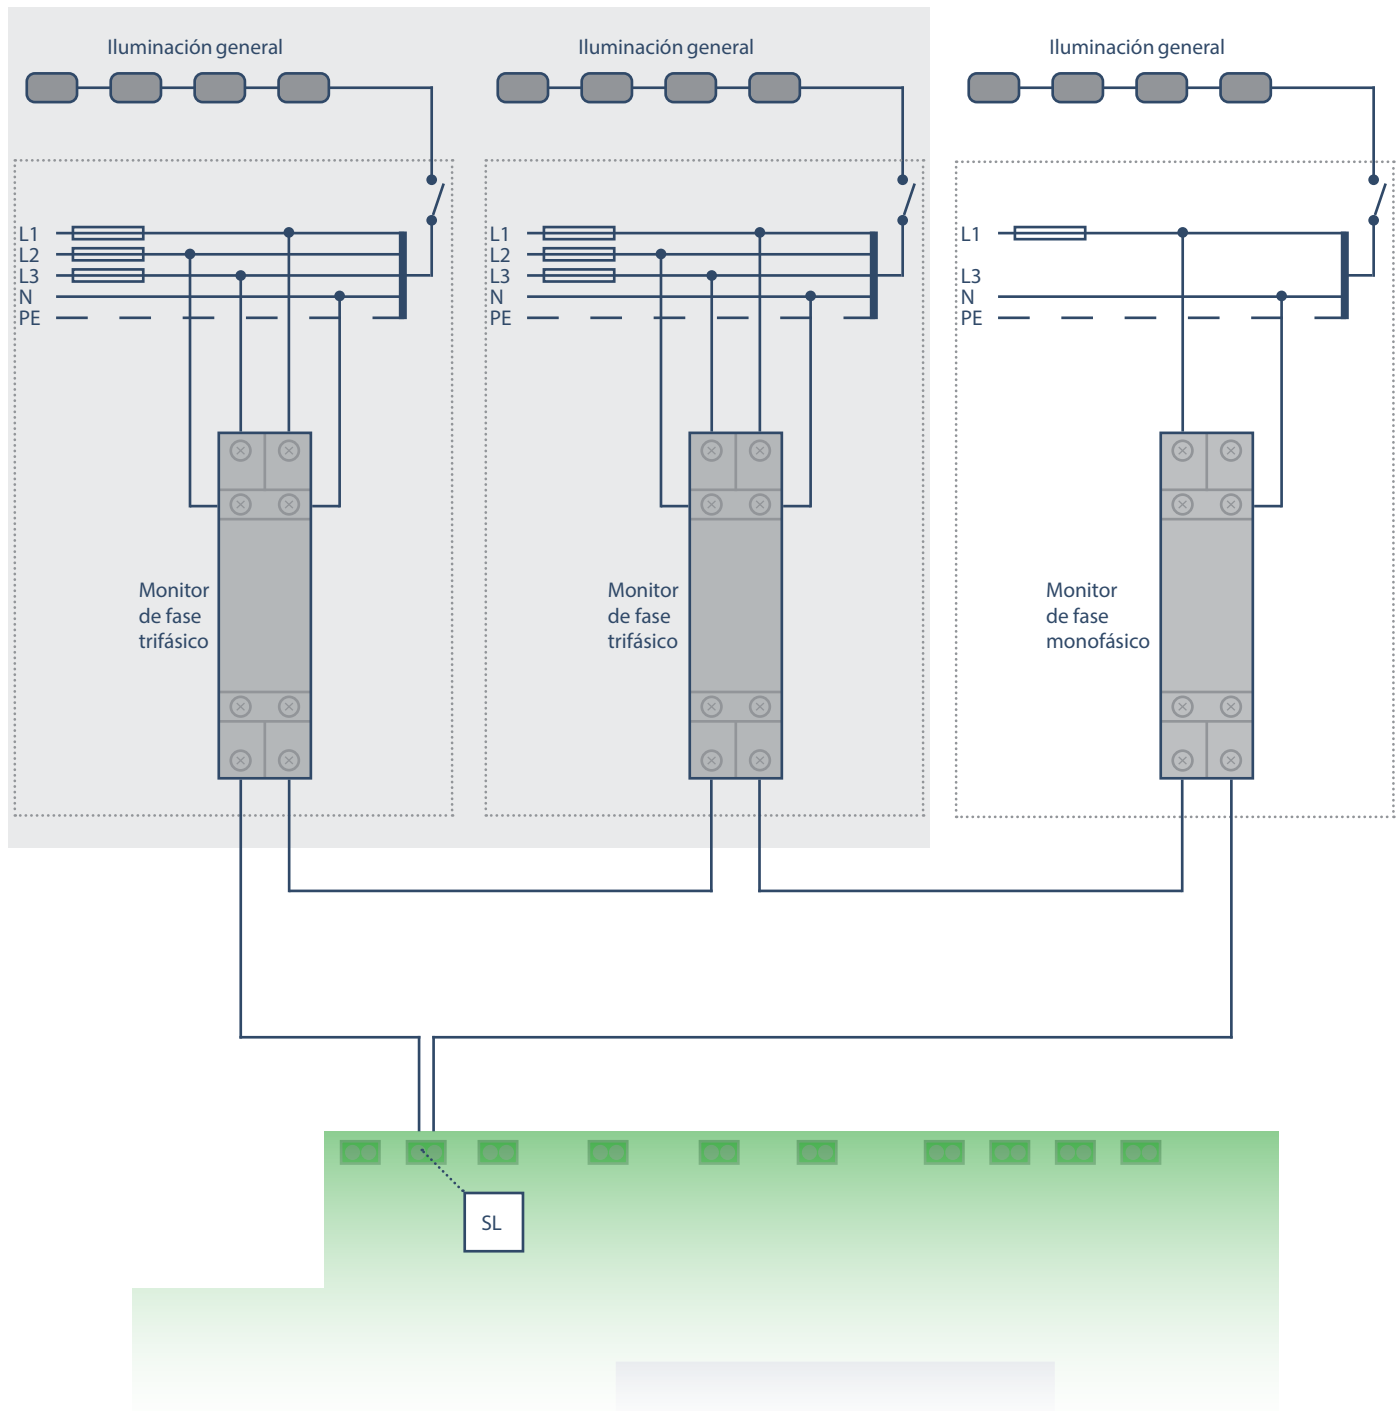 Iluminación general
Iluminación general
Iluminación general
L1
L2
L3
N
PE
L1
L2
L3
N
PE
L1
L3
N
PE
Monitor
de fase
trifásico
Monitor
de fase
trifásico
Monitor
de fase
monofásico
SL